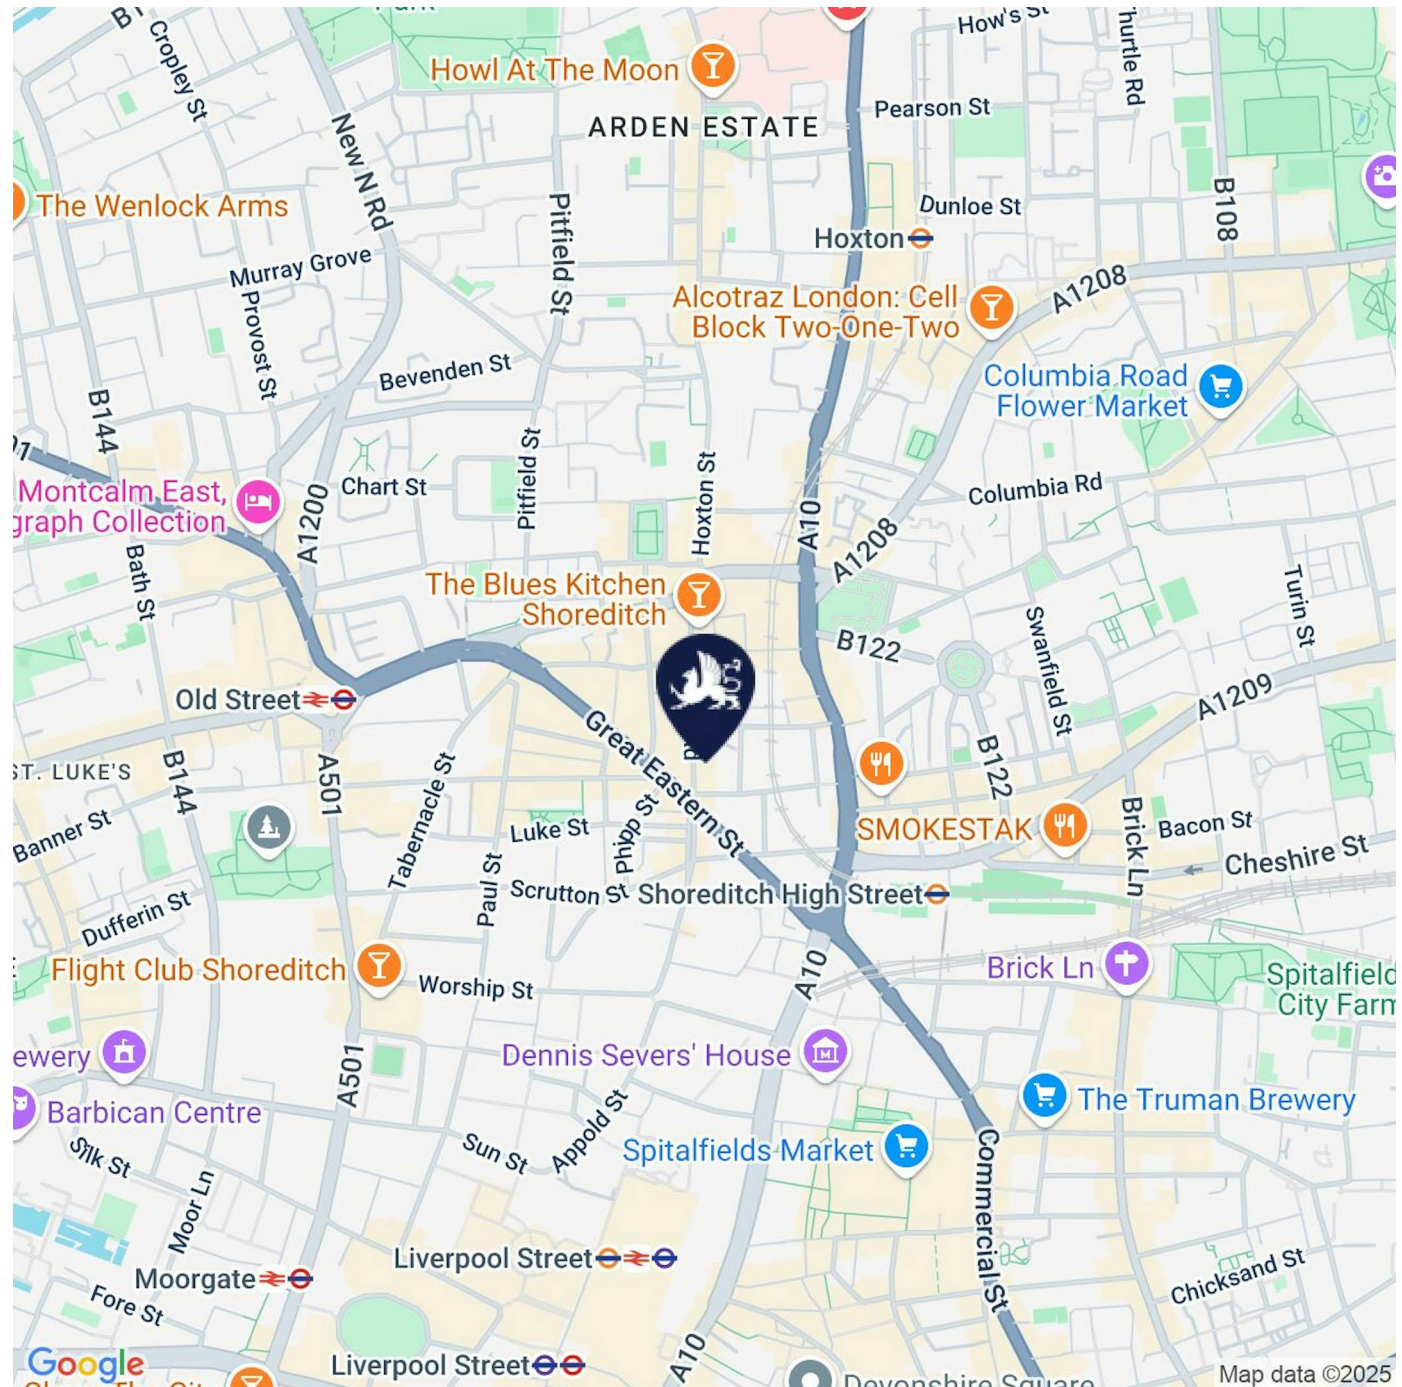 Park
How's St
Thurtle Rd
B1
Cropley St
Howl At The Moon
Pearson St
ARDEN ESTATE
New N Rd
The Wenlock Arms
Pitfield St
Dunloe St
B108
Hoxton
Murray Grove
A1208
Provost St
Alcotraz London: Cell
Block Two-One-Two
Bevenden St
Columbia Road
Flower Market
B144
Pitfield St
Hoxton St
Montcalm East,
graph Collection
Chart St
A1200
Columbia Rd
A10
A1208
Bath St
The Blues Kitchen
Shoreditch
Turin St
Swanfield St
B122
Old Street
A1209
Great Eastern St
ST. LUKE'S
B144
A501
Tabernacle St
B122
Banner St
Luke St
Phipp St
SMOKESTAK
Brick Ln
Bacon St
Cheshire St
Paul St
Scrutton St
Shoreditch High Street
Dufferin St
Flight Club Shoreditch
Worship St
A10
Brick Ln
Spitalfield
City Farm
ewery
Dennis Severs' House
A501
Barbican Centre
The Truman Brewery
Silk St
Sun St
Appold St
Spitalfields Market
Commercial St
Moor Ln
Liverpool Street
Moorgate
Chicksand St
Fore St
Google
Liverpool Street
A10
Map data ©2025
Devonshire Square